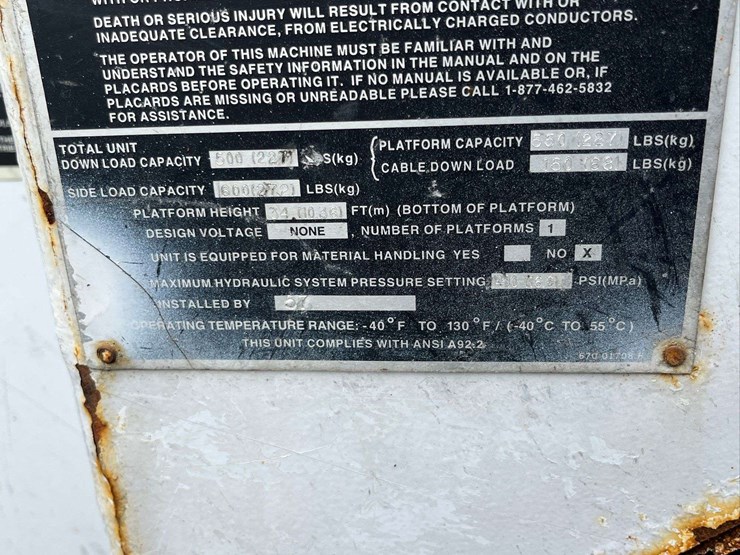 DEATH OR SERIOUS INJURY WILL RESULT FROM CONTACT WITH OR
INADEQUATE CLEARANCE, FROM ELECTRICALLY CHARGED CONDUCTORS.
THE OPERATOR OF THIS MACHINE MUST BE FAMILIAR WITH AND
UNDERSTAND THE SAFETY INFORMATION IN THE MANUAL AND ON THE
PLACARDS BEFORE OPERATING IT. IF NO MANUAL IS AVAILABLE OR, IF
PLACARDS ARE MISSING OR UNREADABLE PLEASE CALL 1-877-462-5832
FOR ASSISTANCE.
TOTAL UNIT
DOWN LOAD CAPACITY 500 (227) LBS(kg)
PLATFORM CAPACITY LBS(kg)
CABLE DOWN LOAD LBS(kg)
SIDE LOAD CAPACITY 600(272) LBS(kg)
PLATFORM HEIGHT FT(m) (BOTTOM OF PLATFORM)
DESIGN VOLTAGE NONE , NUMBER OF PLATFORMS 1
UNIT IS EQUIPPED FOR MATERIAL HANDLING YES NO X
MAXIMUM HYDRAULIC SYSTEM PRESSURE SETTING PSI(MPa)
INSTALLED BY
OPERATING TEMPERATURE RANGE: -40°F TO 130°F / (-40°C TO 55°C)
THIS UNIT COMPLIES WITH ANSI A92.2